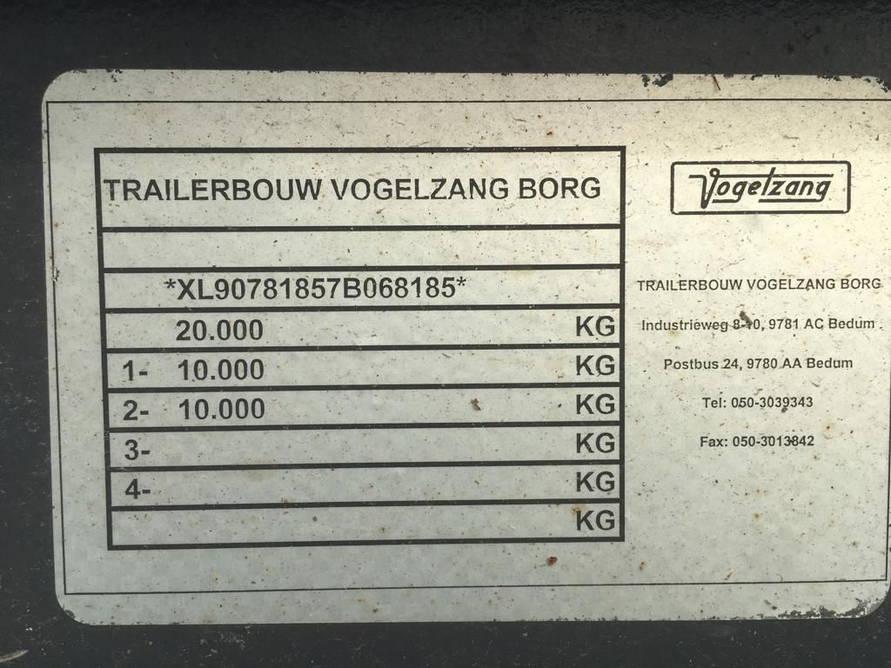 TRAILERBOUW VOGELZANG BORG
*XL90781857B068185*
20.000 KG
1- 10.000 KG
2- 10.000 KG
3- KG
4- KG
KG
Vogelzang
TRAILERBOUW VOGELZANG BORG
Industrieweg 8-10, 9781 AC Bedum.
Postbus 24, 9780 AA Bedum
Tel: 050-3039343
Fax: 050-3013842